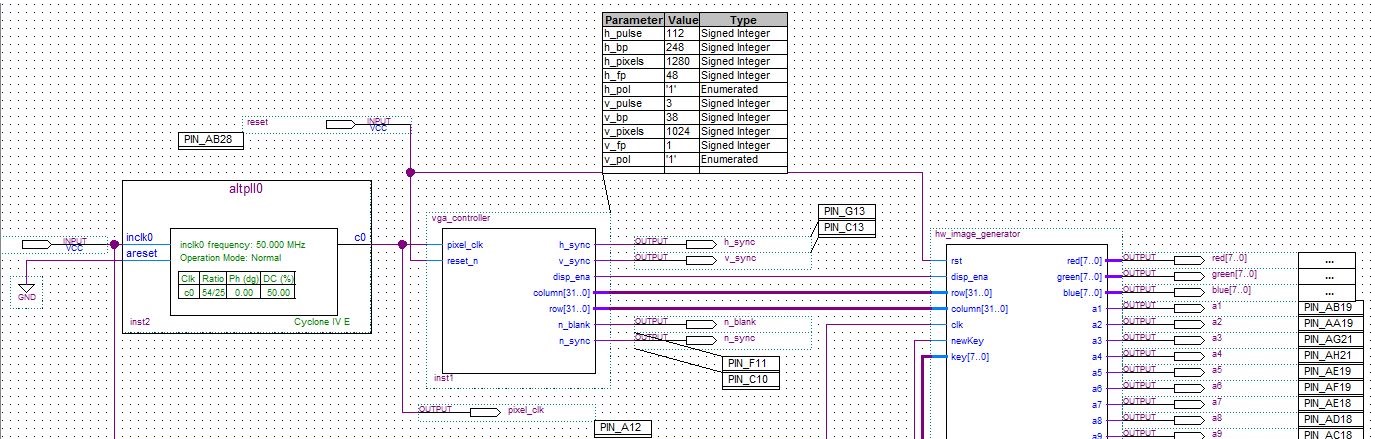 Parameter Value Type
h_pulse 112 Signed Integer
h_bp 248 Signed Integer
h_pixels 1280 Signed Integer
h_fp 48 Signed Integer
h_pol '1' Enumerated
v_pulse 3 Signed Integer
v_bp 38 Signed Integer
v_pixels 1024 Signed Integer
v_fp 1 Signed Integer
v_pol '1' Enumerated
reset INPUT
VCC
PIN_AB28
altpll0
INPUT
VCC
inclk0
areset
c0
inclk0 frequency: 50.000 MHz
Operation Mode: Normal
Clk Ratio Ph (dg) DC (%)
c0 54/25 0.00 50.00
inst2
Cyclone IV E
GND
vga_controller
pixel_clk
reset_n
h_sync
v_sync
disp_ena
column[31..0]
row[31..0]
n_blank
n_sync
inst1
OUTPUT h_sync
OUTPUT v_sync
OUTPUT n_blank
OUTPUT n_sync
PIN_G13
PIN_C13
PIN_F11
PIN_C10
OUTPUT pixel_clk
PIN_A12
hw_image_generator
rst
disp_ena
row[31..0]
column[31..0]
clk
newKey
key[7..0]
red[7..0] OUTPUT red[7..0] ...
green[7..0] OUTPUT green[7..0] ...
blue[7..0] OUTPUT blue[7..0] ...
a1 OUTPUT a1 PIN_AB19
a2 OUTPUT a2 PIN_AA19
a3 OUTPUT a3 PIN_AG21
a4 OUTPUT a4 PIN_AH21
a5 OUTPUT a5 PIN_AE19
a6 OUTPUT a6 PIN_AF19
a7 OUTPUT a7 PIN_AE18
a8 OUTPUT a8 PIN_AD18
a9 OUTPUT a9 PIN_AC18